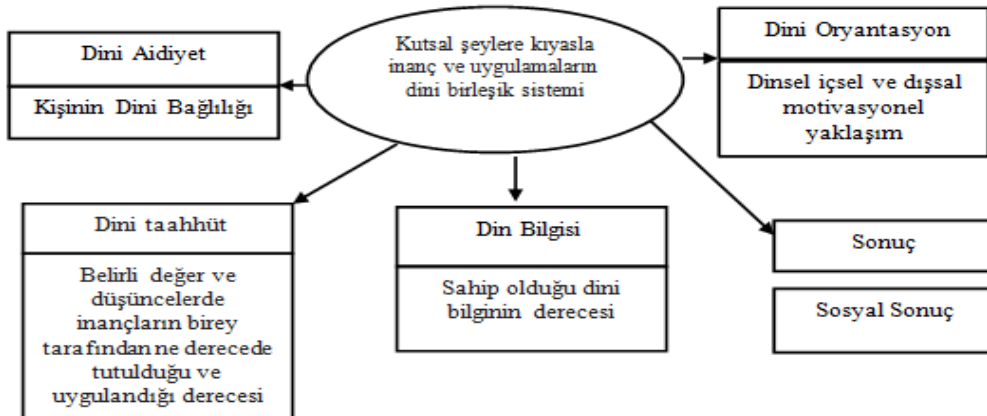 Dini Aidiyet
Kişinin Dini Bağlılığı
Kutsal şeylere kıyasla
inanç ve uygulamaların
dini birleşik sistemi
Dini Oryantasyon
Dinsel içsel ve dışsal
motivasyonel
yaklaşım
Dini taahhüt
Belirli değer ve
düşüncelerde
inançların birey
tarafından ne derecede
tutulduğu ve
uygulandığı derecesi
Din Bilgisi
Sahip olduğu dini
bilginin derecesi
Sonuç
Sosyal Sonuç